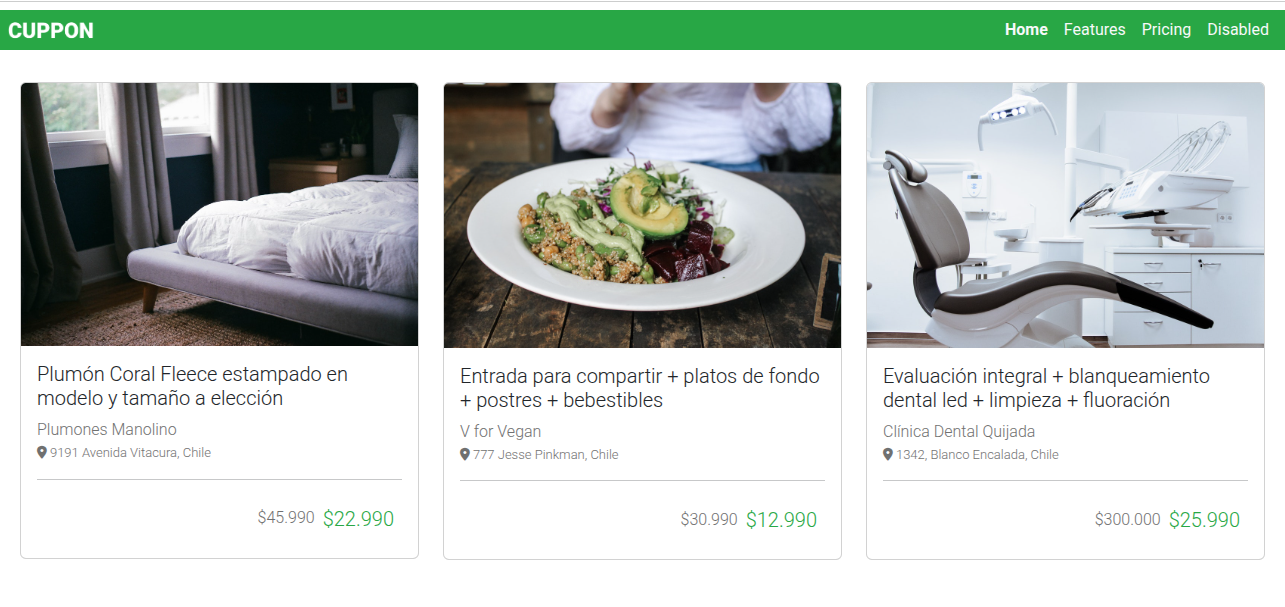 CUPPON
Home Features Pricing Disabled
Plumón Coral Fleece estampado en
modelo y tamaño a elección
Plumones Manolino
9191 Avenida Vitacura, Chile
$45.990 $22.990
Entrada para compartir + platos de fondo
+ postres + bebestibles
V for Vegan
777 Jesse Pinkman, Chile
$30.990 $12.990
Evaluación integral + blanqueamiento
dental led + limpieza + fluoración
Clínica Dental Quijada
1342, Blanco Encalada, Chile
$300.000 $25.990